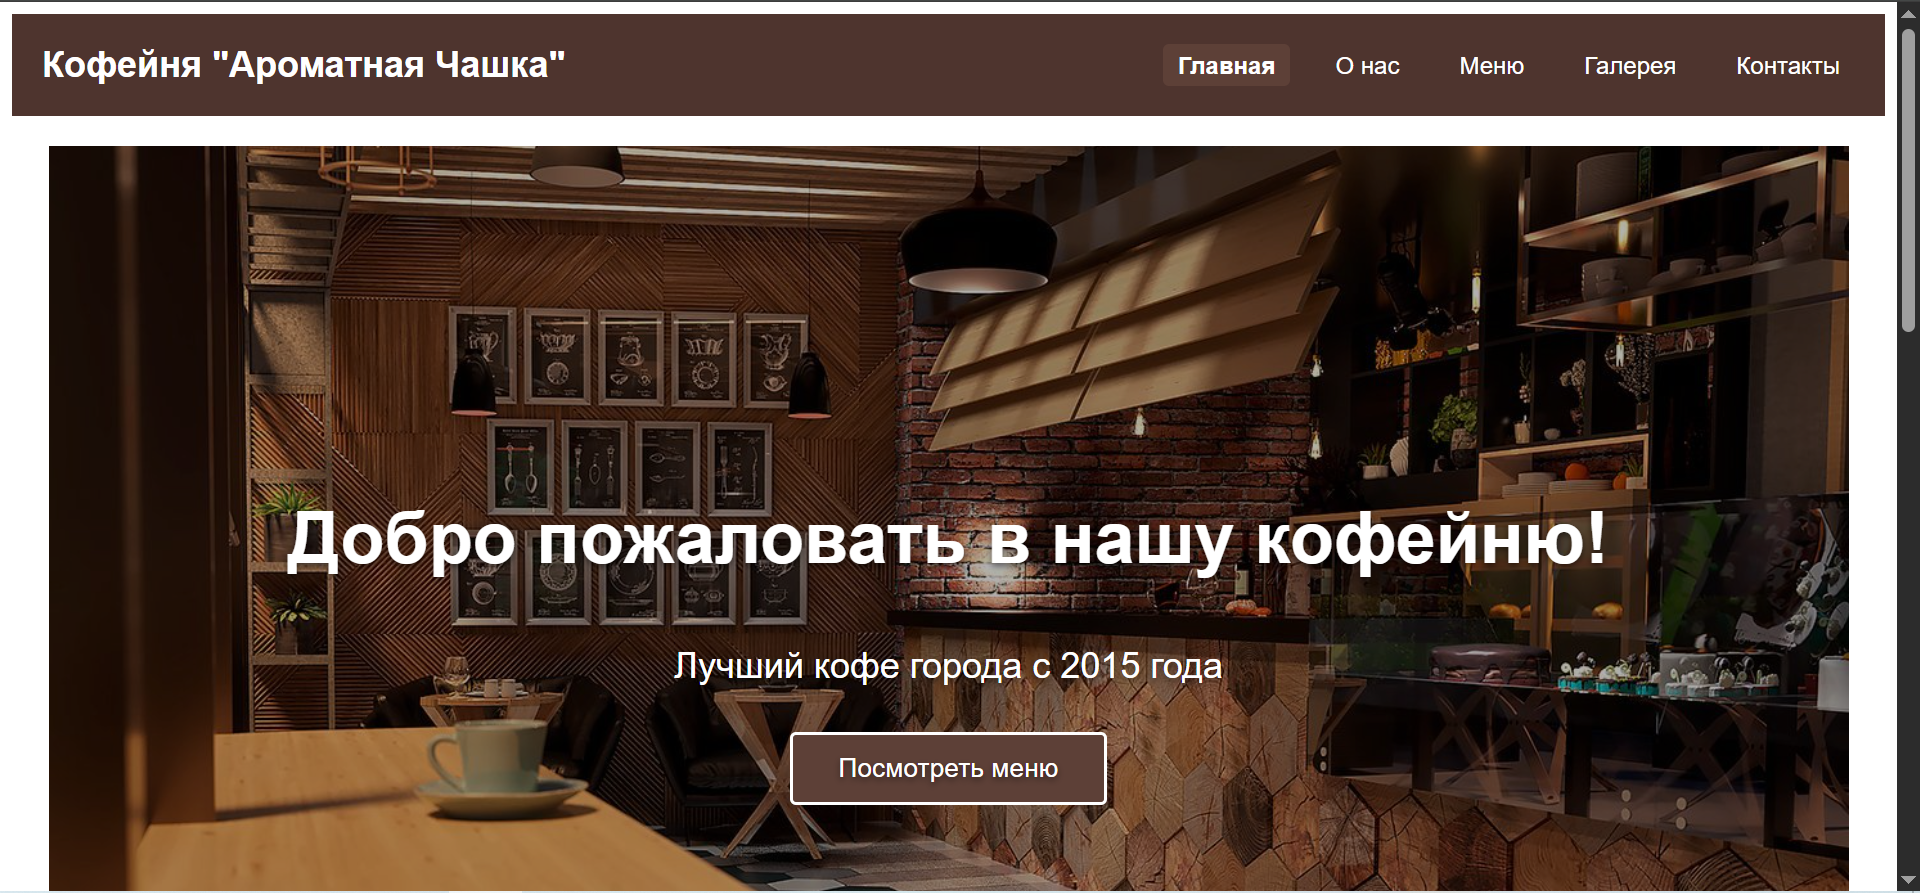 Кофейня "Ароматная Чашка"
Главная О нас Меню Галерея Контакты
Добро пожаловать в нашу кофейню!
Лучший кофе города с 2015 года
Посмотреть меню